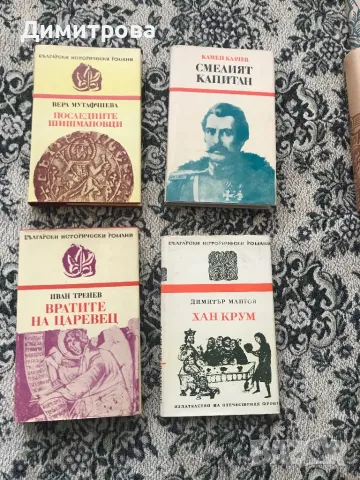 Димитрова
БЪЛГАРСКИ ИСТОРИЧЕСКИ РОМАНИ
ВЕРА МУТАФЧИЕВА
ПОСЛЕДНИТЕ
ШИШМАНОВЦИ
КАМЕН КАЛЧЕВ
СМЕЛИЯТ
КАПИТАН
БЪЛГАРСКИ ИСТОРИЧЕСКИ РОМАНИ
ИВАН ТРЕНЕВ
ВРАТИТЕ
НА ЦАРЕВЕЦ
БЪЛГАРСКИ ИСТОРИЧЕСКИ РОМАНИ
ДИМИТЪР МАНТОВ
ХАН КРУМ
ИЗДАТЕЛСТВО НА ОТЕЧЕСТВЕНИЯ ФРОНТ